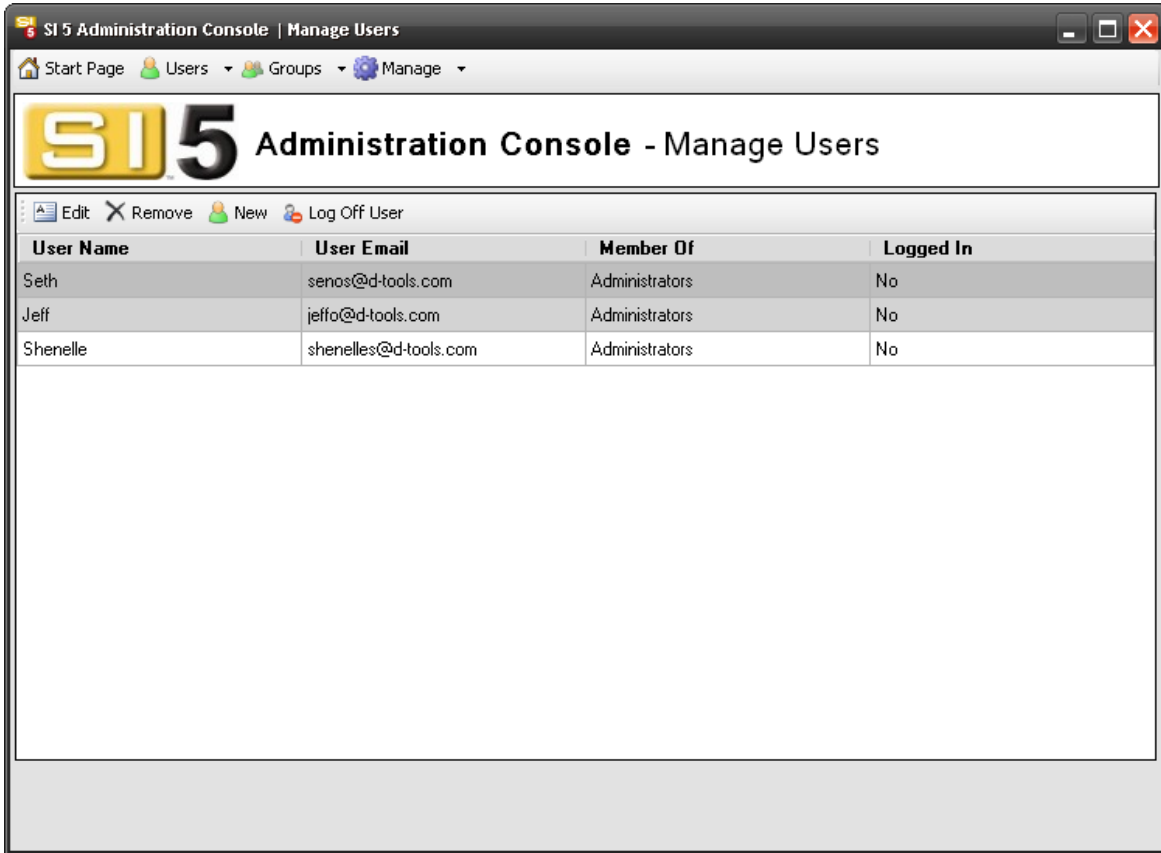 SI 5 Administration Console | Manage Users
Start Page Users Groups Manage
SI 5 Administration Console - Manage Users
Edit Remove New Log Off User
User Name User Email Member Of Logged In
Seth senos@d-tools.com Administrators No
Jeff jeffo@d-tools.com Administrators No
Shenelle shenelles@d-tools.com Administrators No